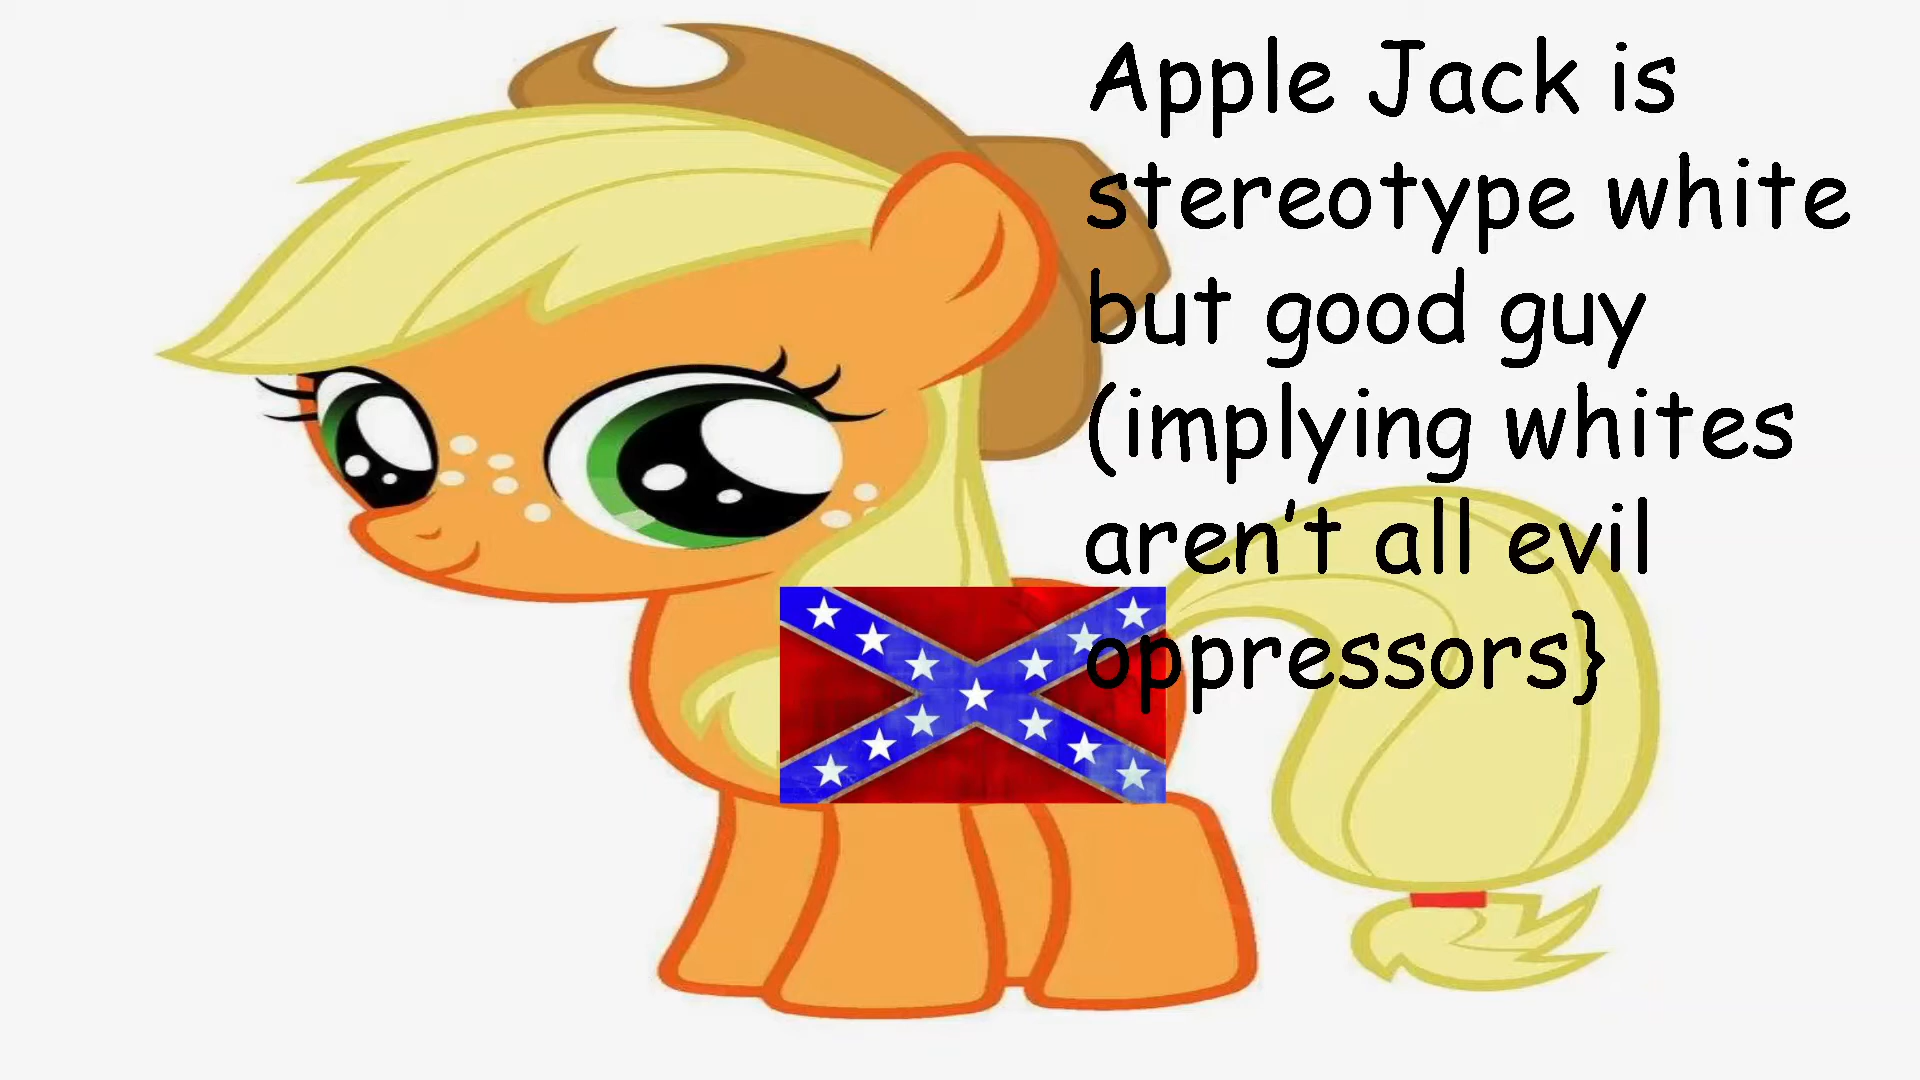 Apple Jack is
stereotype white
but good guy
(implying whites
aren't all evil
oppressors}